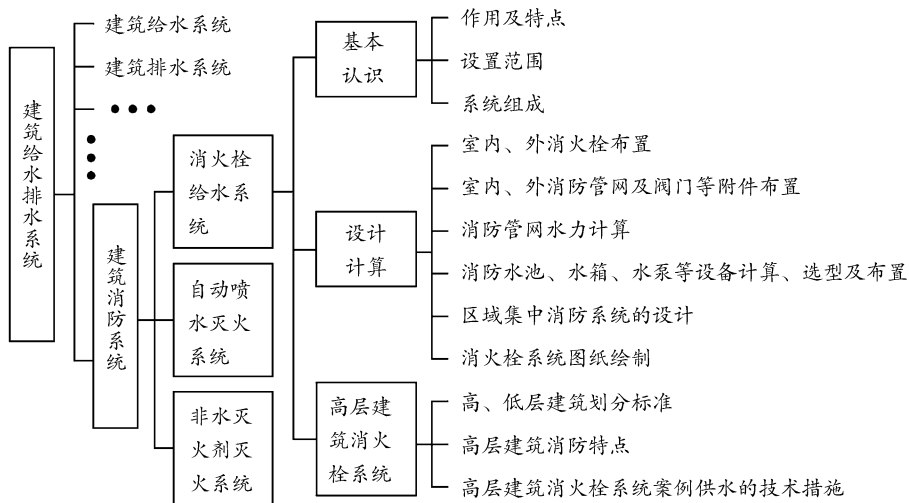 建筑给水排水系统
建筑给水系统
建筑排水系统
建筑消防系统
消火栓
给水系
统
自动喷
水灭火
系统
非水灭
火剂灭
火系统
基本
认识
作用及特点
设置范围
系统组成
设计
计算
室内、外消火栓布置
室内、外消防管网及阀门等附件布置
消防管网水力计算
消防水池、水箱、水泵等设备计算、选型及布置
区域集中消防系统的设计
消火栓系统图纸绘制
高层建
筑消火
栓系统
高、低层建筑划分标准
高层建筑消防特点
高层建筑消火栓系统案例供水的技术措施